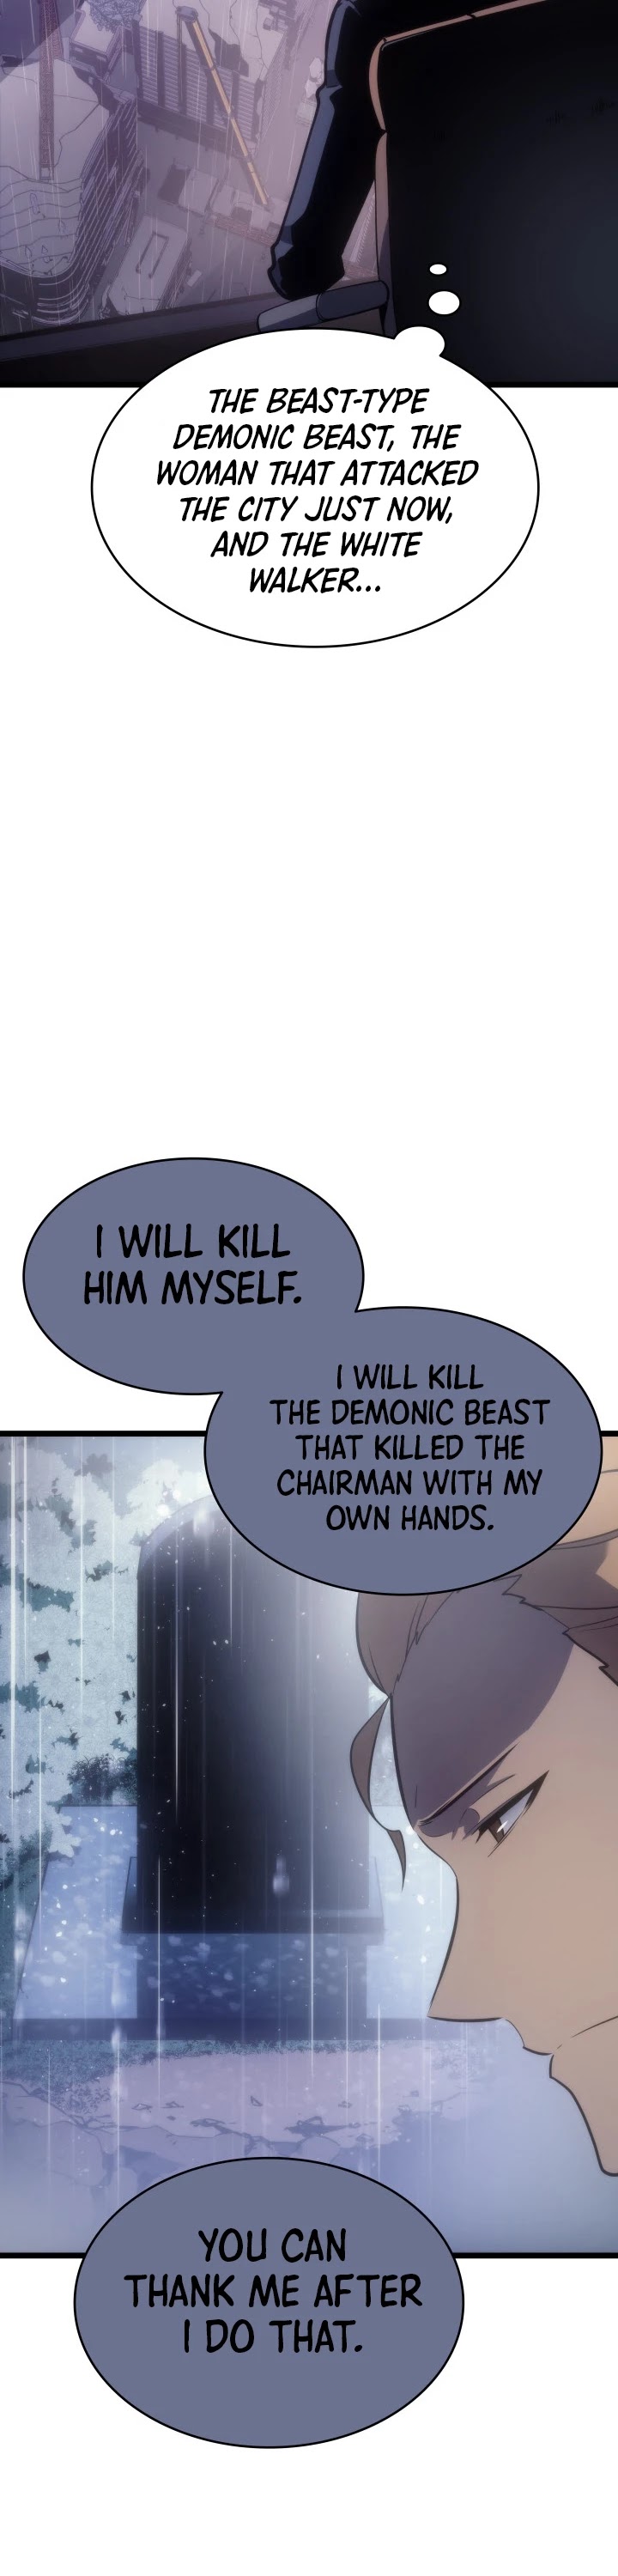 THE BEAST-TYPE
DEMONIC BEAST, THE
WOMAN THAT ATTACKED
THE CITY JUST NOW,
AND THE WHITE
WALKER...
I WILL KILL
HIM MYSELF.
I WILL KILL
THE DEMONIC BEAST
THAT KILLED THE
CHAIRMAN WITH MY
OWN HANDS.
YOU CAN
THANK ME AFTER
I DO THAT.